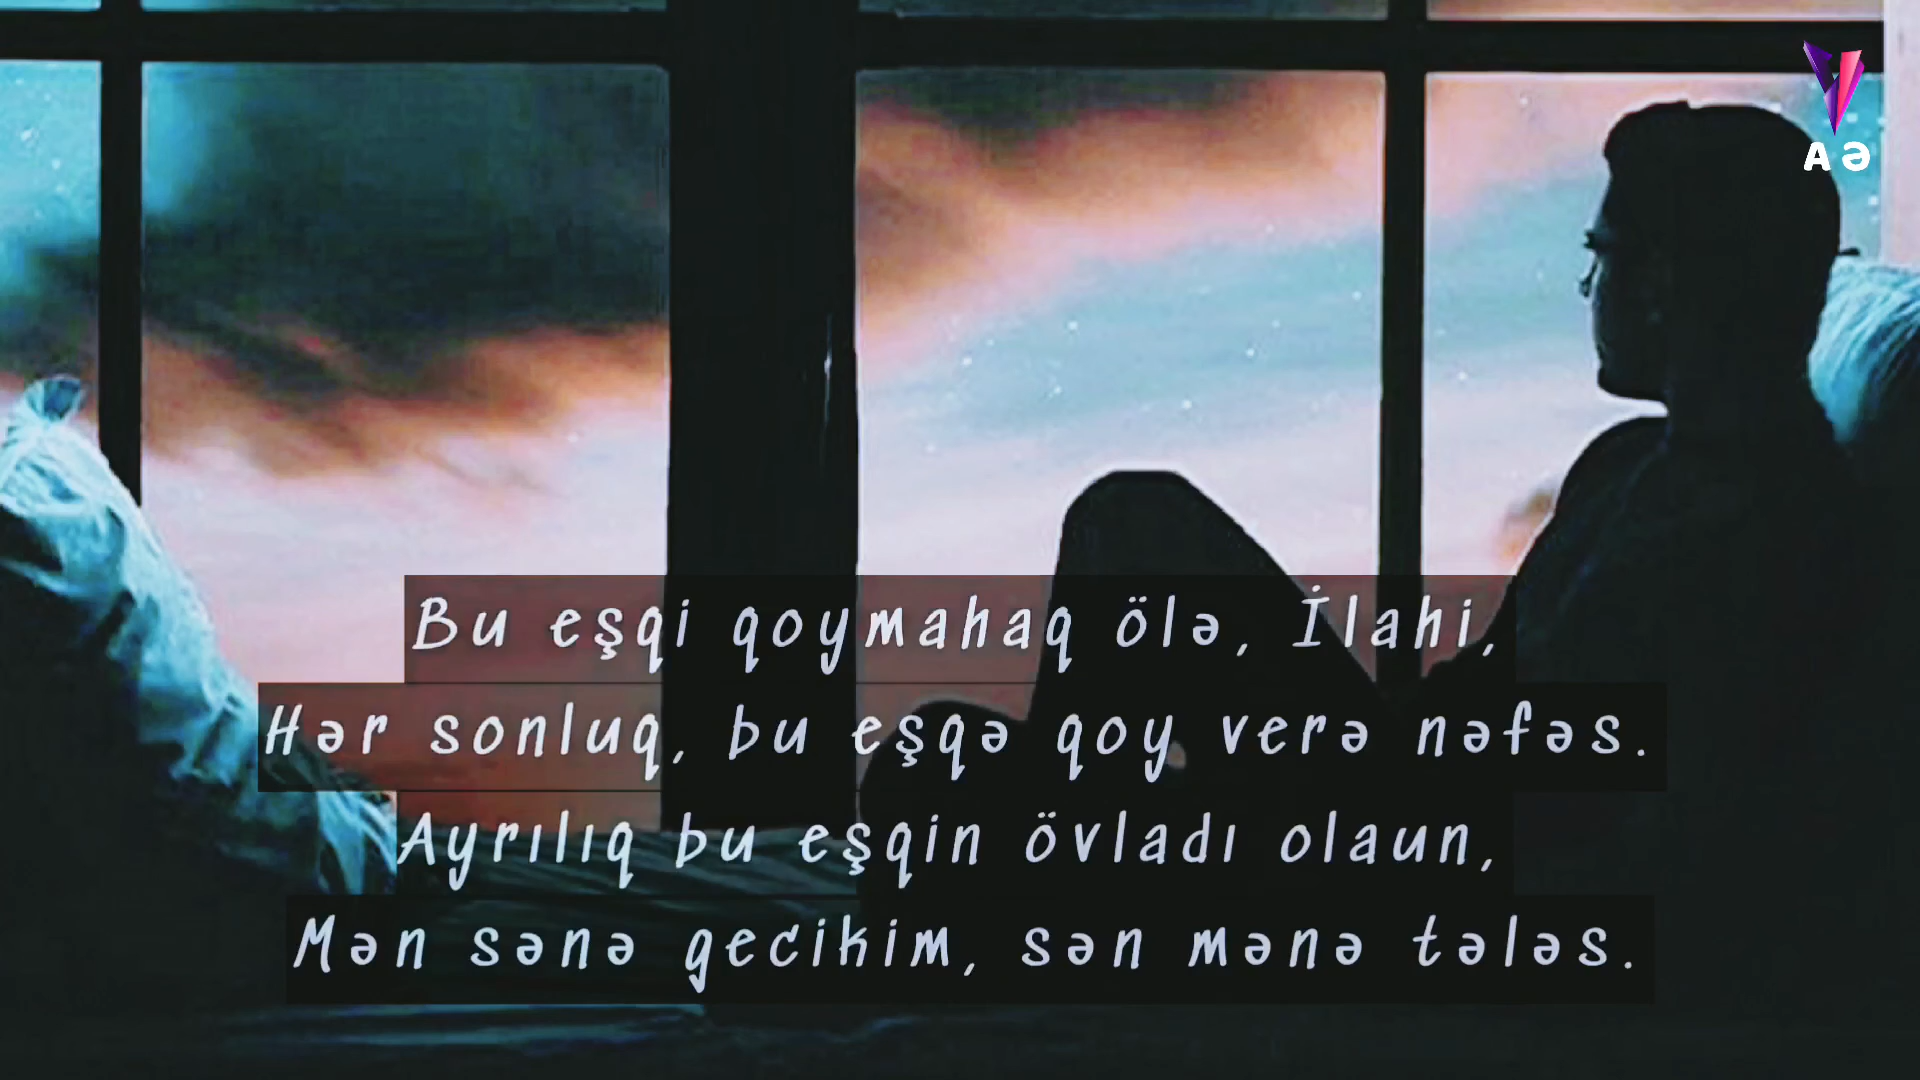 AƏ
Bu eşqi qoymahaq ölə, İlahi,
Hər sonluq, bu eşqə qoy verə nəfəs.
Ayrılıq bu eşqin övladı olaun,
Mən sənə gecikim, sən mənə tələs.